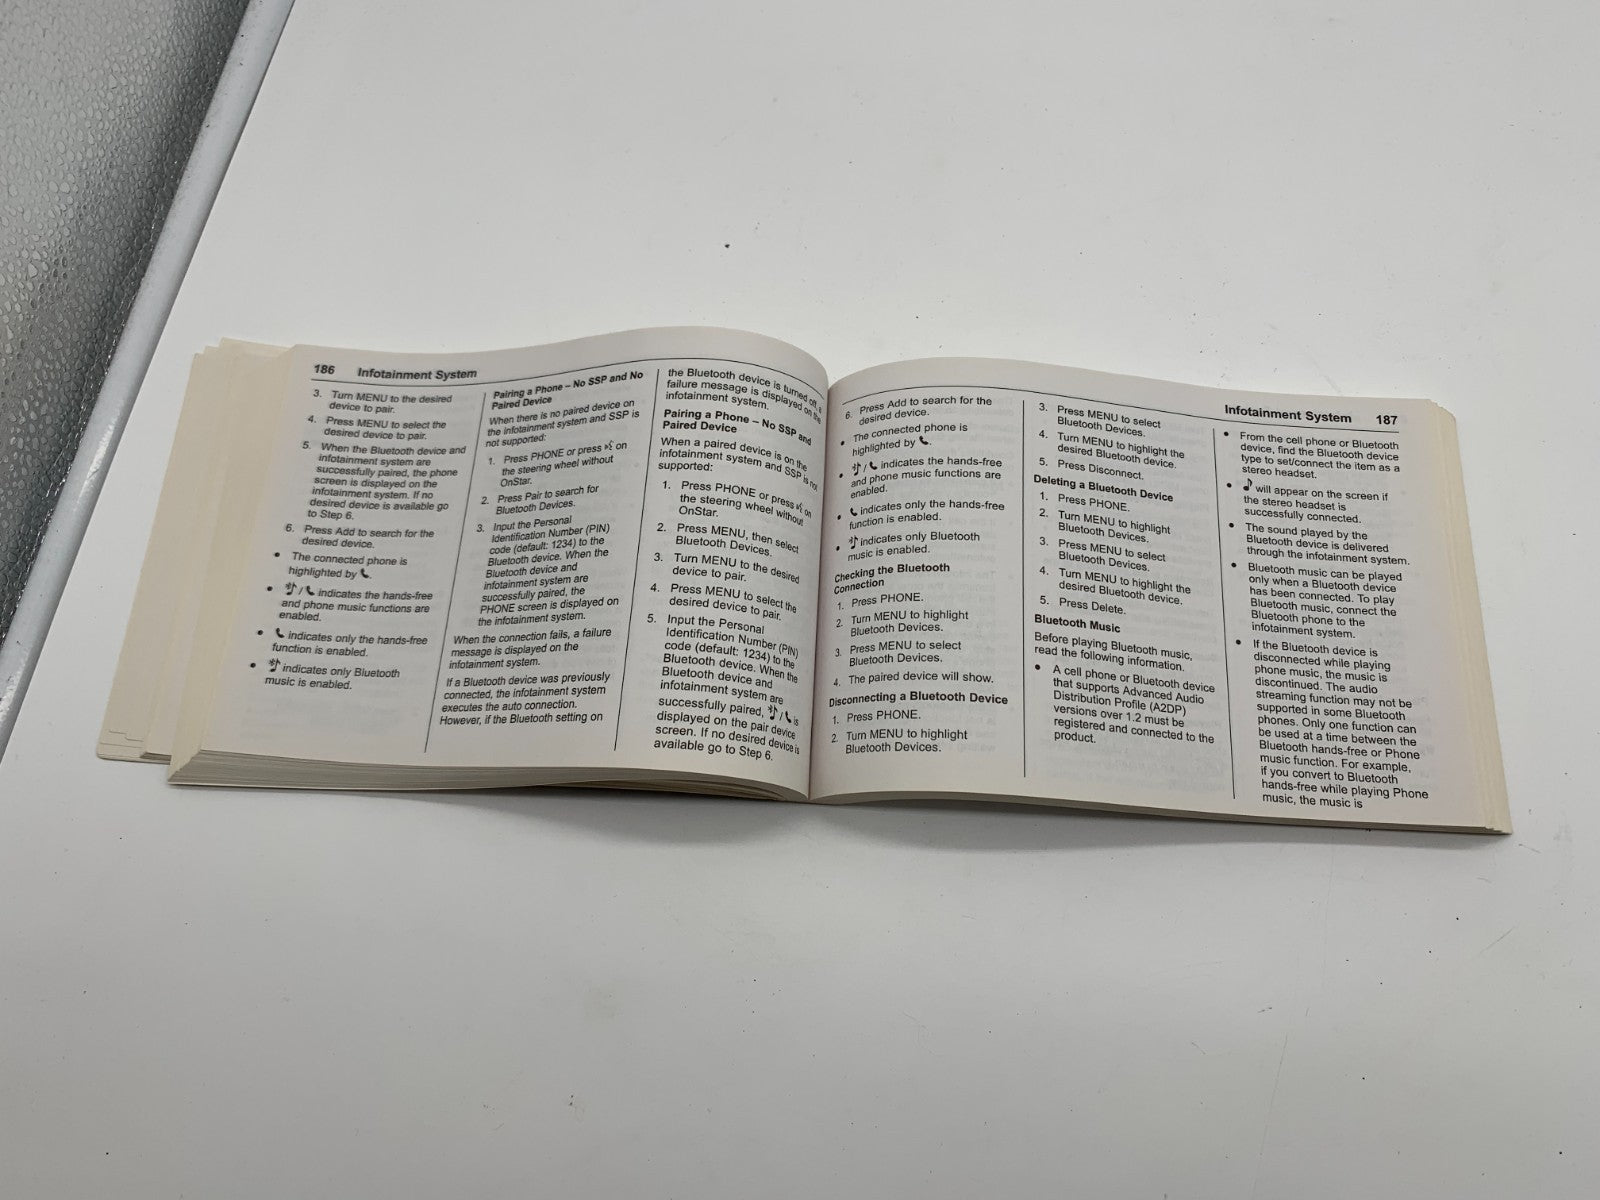 186 Infotainment System
3. Turn MENU to the desired
device to pair.
4. Press MENU to select the
desired device to pair.
5. When the Bluetooth device and
infotainment system are
successfully paired, the phone
screen is displayed on the
infotainment system. If no
desired device is available go
to Step 6.
6. Press Add to search for the
desired device.
• The connected phone is
highlighted by
• / indicates the hands-free
and phone music functions are
enabled.
• indicates only the hands-free
function is enabled.
• indicates only Bluetooth
music is enabled.
Pairing a Phone – No SSP and No
Paired Device
When there is no paired device on
the infotainment system and SSP is
not supported:
1. Press PHONE or press on
the steering wheel without
OnStar.
2. Press Pair to search for
Bluetooth Devices.
3. Input the Personal
Identification Number (PIN)
code (default: 1234) to the
Bluetooth device. When the
Bluetooth device and
infotainment system are
successfully paired, the
PHONE screen is displayed on
the infotainment system.
When the connection fails, a failure
message is displayed on the
infotainment system.
If a Bluetooth device was previously
connected, the infotainment system
executes the auto connection.
However, if the Bluetooth setting on
the Bluetooth device is turned off, a
failure message is displayed on the
infotainment system.
Pairing a Phone – No SSP and
Paired Device
When a paired device is on the
infotainment system and SSP is not
supported:
1. Press PHONE or press on
the steering wheel without
OnStar.
2. Press MENU, then select
Bluetooth Devices.
3. Turn MENU to the desired
device to pair.
4. Press MENU to select the
desired device to pair.
5. Input the Personal
Identification Number (PIN)
code (default: 1234) to the
Bluetooth device. When the
Bluetooth device and
infotainment system are
successfully paired, / is
displayed on the pair device
screen. If no desired device is
available go to Step 6.
Infotainment System 187
6. Press Add to search for the
desired device.
• The connected phone is
highlighted by .
• / indicates the hands-free
and phone music functions are
enabled.
• indicates only the hands-free
function is enabled.
• indicates only Bluetooth
music is enabled.
Checking the Bluetooth
Connection
1. Press PHONE.
2. Turn MENU to highlight
Bluetooth Devices.
3. Press MENU to select
Bluetooth Devices.
4. The paired device will show.
Disconnecting a Bluetooth Device
1. Press PHONE.
2. Turn MENU to highlight
Bluetooth Devices.
3. Press MENU to select
Bluetooth Devices.
4. Turn MENU to highlight the
desired Bluetooth device.
5. Press Disconnect.
Deleting a Bluetooth Device
1. Press PHONE.
2. Turn MENU to highlight
Bluetooth Devices.
3. Press MENU to select
Bluetooth Devices.
4. Turn MENU to highlight the
desired Bluetooth device.
5. Press Delete.
Bluetooth Music
Before playing Bluetooth music,
read the following information.
• A cell phone or Bluetooth device
that supports Advanced Audio
Distribution Profile (A2DP)
versions over 1.2 must be
registered and connected to the
product.
• From the cell phone or Bluetooth
device, find the Bluetooth device
type to set/connect the item as a
stereo headset.
• ♪ will appear on the screen if
the stereo headset is
successfully connected.
• The sound played by the
Bluetooth device is delivered
through the infotainment system.
• Bluetooth music can be played
only when a Bluetooth device
has been connected. To play
Bluetooth music, connect the
Bluetooth phone to the
infotainment system.
• If the Bluetooth device is
disconnected while playing
phone music, the music is
discontinued. The audio
streaming function may not be
supported in some Bluetooth
phones. Only one function can
be used at a time between the
Bluetooth hands-free or Phone
music function. For example,
if you convert to Bluetooth
hands-free while playing Phone
music, the music is